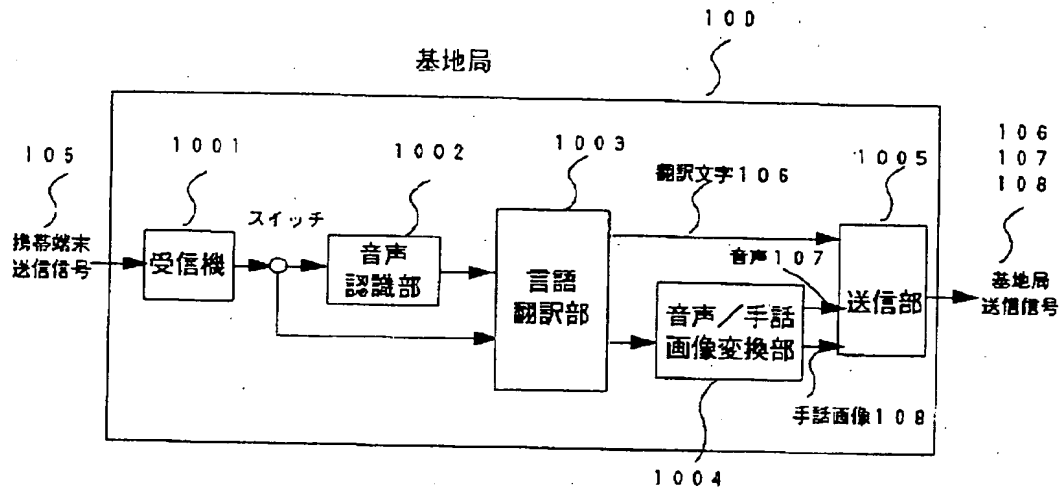 100
基地局
105
1001
1002
1003
1005
106
107
108
翻訳文字106
スイッチ
携帯端末
送信信号
受信機
音声
認識部
言語
翻訳部
音声107
音声/手話
画像変換部
送信部
基地局
送信信号
手話画像108
1004